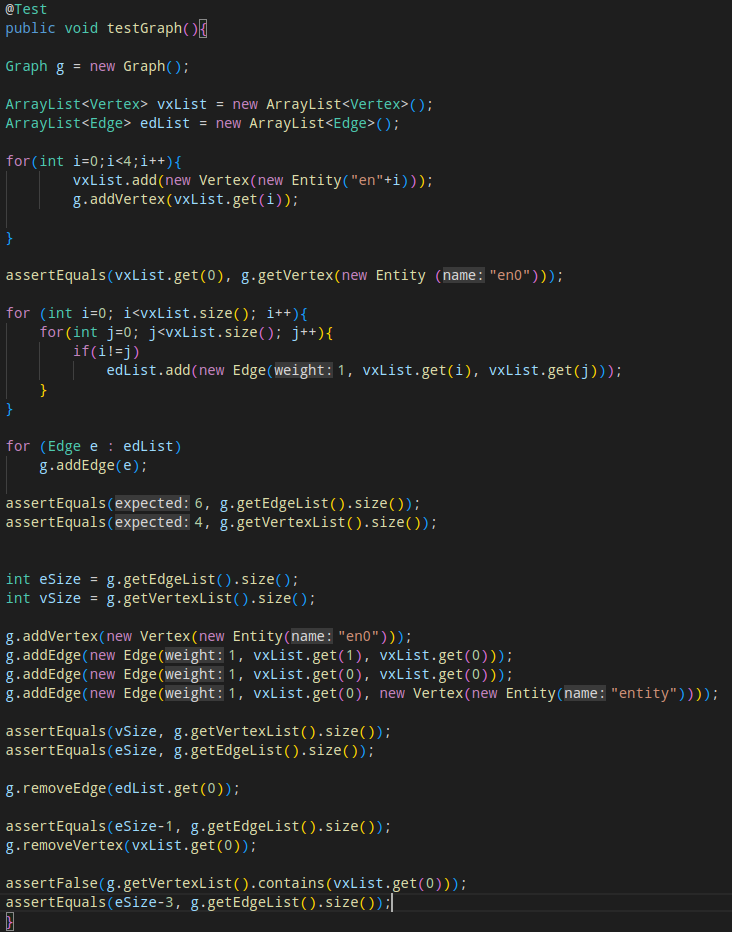 @Test
public void testGraph(){
Graph g = new Graph();
ArrayList<Vertex> vxList = new ArrayList<Vertex>();
ArrayList<Edge> edList = new ArrayList<Edge>();
for(int i=0;i<4;i++){
vxList.add(new Vertex(new Entity("en"+i)));
g.addVertex(vxList.get(i));
}
assertEquals(vxList.get(0), g.getVertex(new Entity (name: "en0")));
for (int i=0; i<vxList.size(); i++){
for(int j=0; j<vxList.size(); j++){
if(i!=j)
edList.add(new Edge(weight: 1, vxList.get(i), vxList.get(j)));
}
}
for (Edge e : edList)
g.addEdge(e);
assertEquals(expected: 6, g.getEdgeList().size());
assertEquals(expected: 4, g.getVertexList().size());
int eSize = g.getEdgeList().size();
int vSize = g.getVertexList().size();
g.addVertex(new Vertex(new Entity(name: "en0")));
g.addEdge(new Edge(weight: 1, vxList.get(1), vxList.get(0)));
g.addEdge(new Edge(weight: 1, vxList.get(0), vxList.get(0)));
g.addEdge(new Edge(weight: 1, vxList.get(0), new Vertex(new Entity(name: "entity"))));
assertEquals(vSize, g.getVertexList().size());
assertEquals(eSize, g.getEdgeList().size());
g.removeEdge(edList.get(0));
assertEquals(eSize-1, g.getEdgeList().size());
g.removeVertex(vxList.get(0));
assertFalse(g.getVertexList().contains(vxList.get(0)));
assertEquals(eSize-3, g.getEdgeList().size());
}